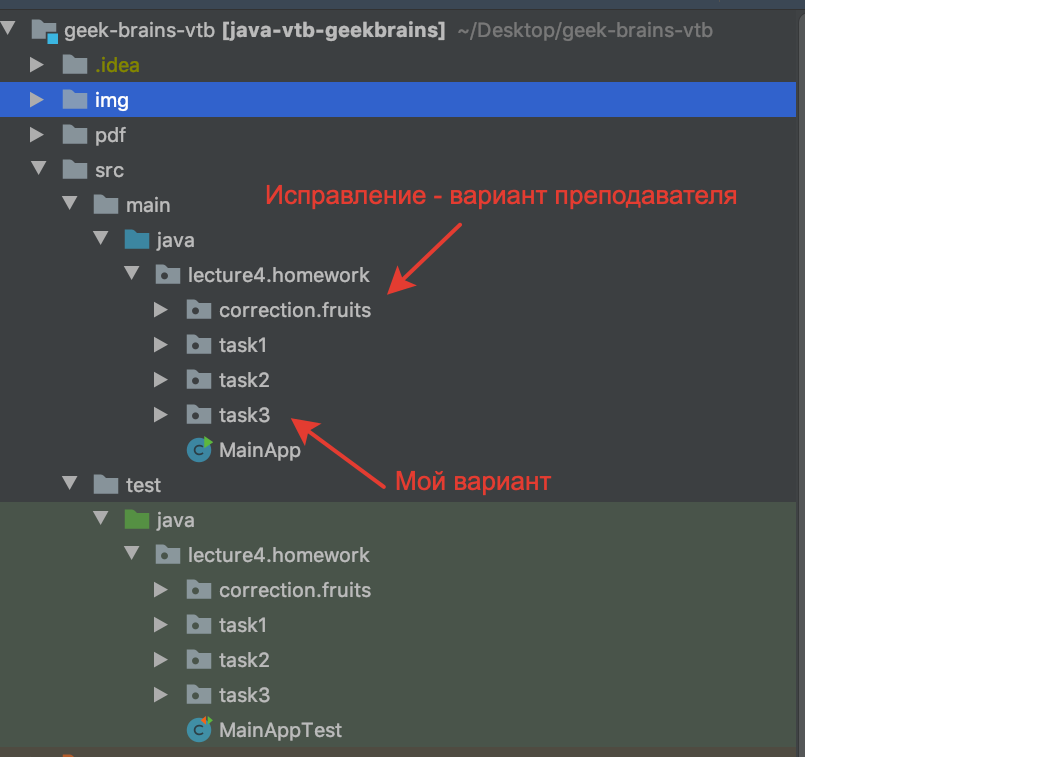 geek-brains-vtb [java-vtb-geekbrains] ~/Desktop/geek-brains-vtb
.idea
img
pdf
src
Исправление - вариант преподавателя
main
java
lecture4.homework
correction.fruits
task1
task2
task3
MainApp
Мой вариант
test
java
lecture4.homework
correction.fruits
task1
task2
task3
MainAppTest